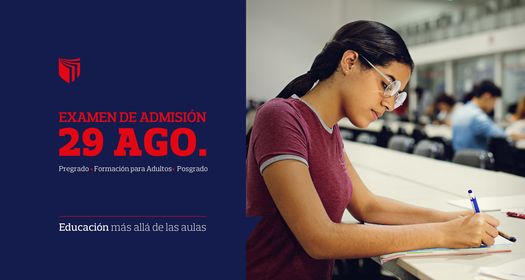 EXAMEN DE ADMISIÓN
29 AGO.
Pregrado · Formación para Adultos · Posgrado
Educación más allá de las aulas